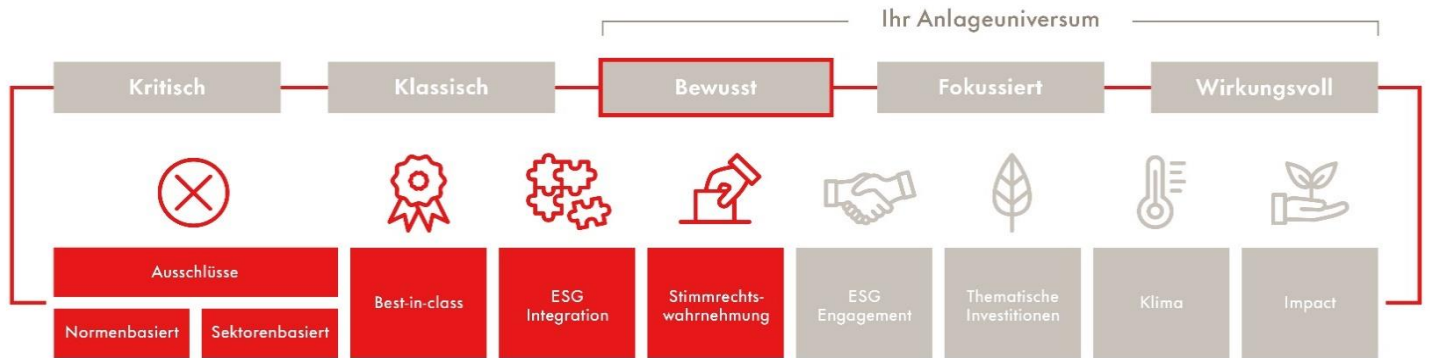 Ihr Anlageuniversum
Kritisch
Klassisch
Bewusst
Fokussiert
Wirkungsvoll
Ausschlüsse
Normenbasiert
Sektorenbasiert
Best-in-class
ESG
Integration
Stimmrechts-
wahrnehmung
ESG
Engagement
Thematische
Investitionen
Klima
Impact